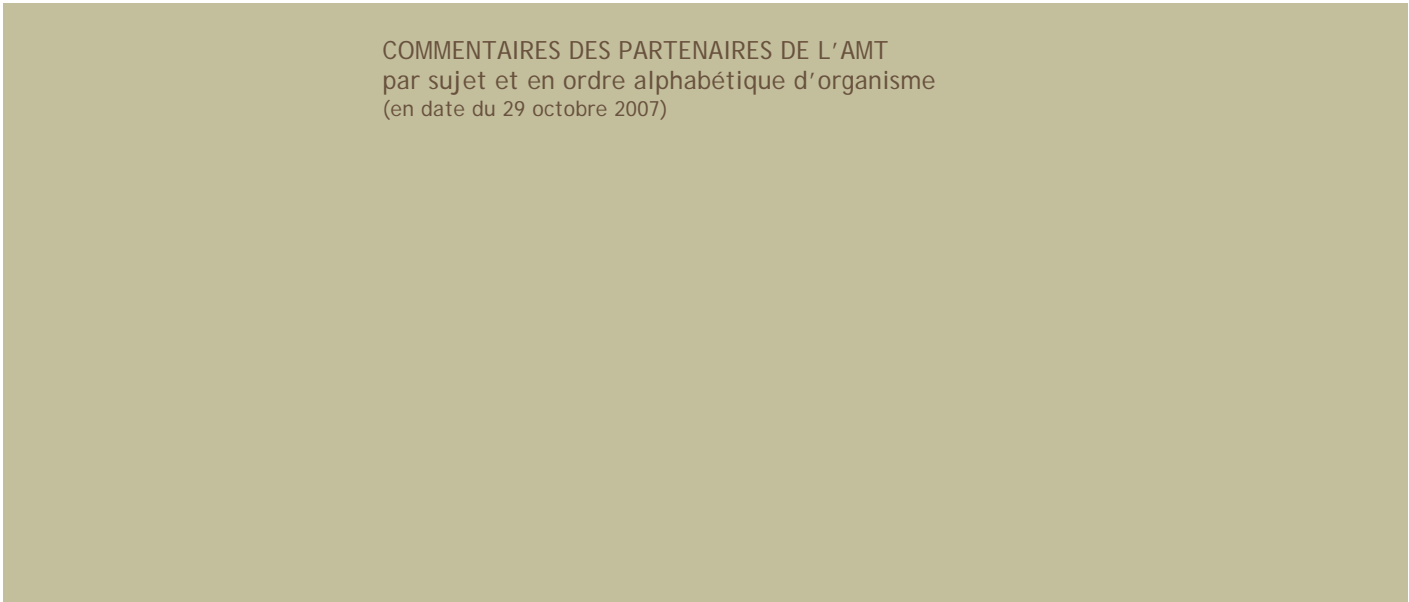 COMMENTAIRES DES PARTENAIRES DE L'AMT
par sujet et en ordre alphabétique d'organisme
(en date du 29 octobre 2007)